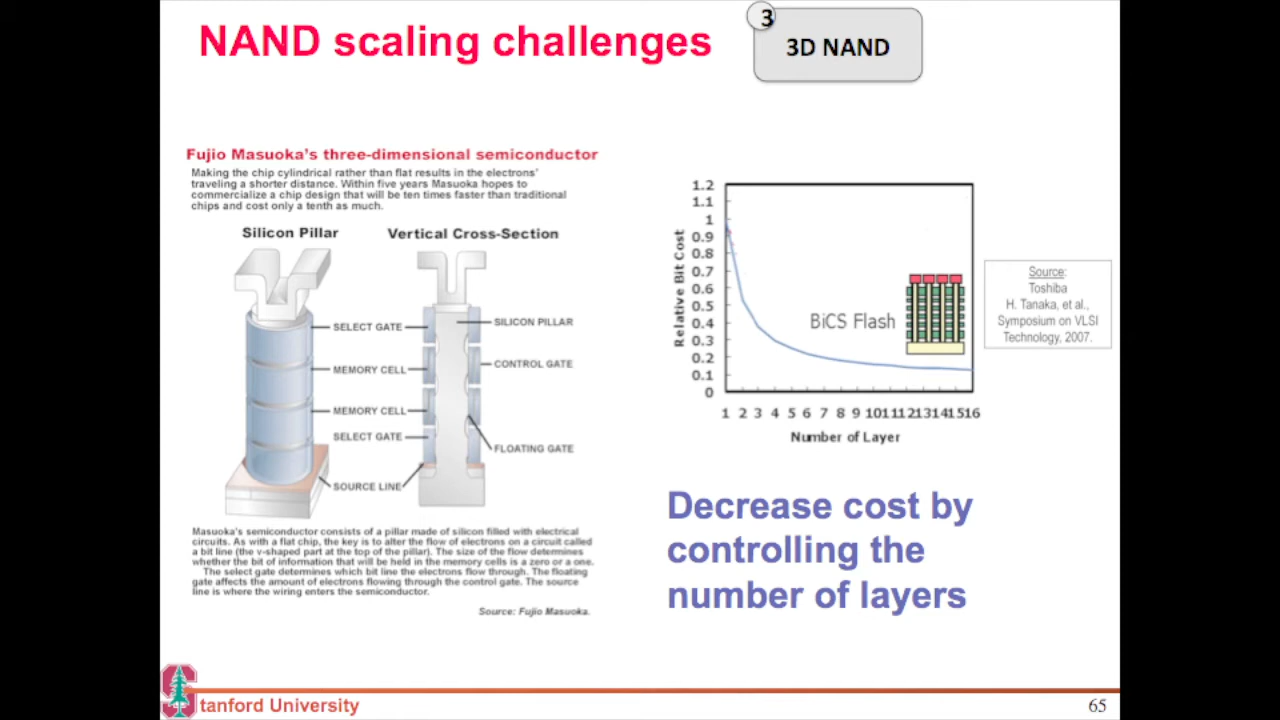 NAND scaling challenges
3
3D NAND
Fujio Masuoka's three-dimensional semiconductor
Making the chip cylindrical rather than flat results in the electrons'
traveling a shorter distance. Within five years Masuoka hopes to
commercialize a chip design that will be ten times faster than traditional
chips and cost only a tenth as much.
Silicon Pillar
Vertical Cross-Section
SELECT GATE
MEMORY CELL
MEMORY CELL
SELECT GATE
SOURCE LINE
SILICON PILLAR
CONTROL GATE
FLOATING GATE
Masuoka's semiconductor consists of a pillar made of silicon filled with electrical
circuits. As with a flat chip, the key is to alter the flow of electrons on a circuit called
a bit line (the v-shaped part at the top of the pillar). The size of the flow determines
whether the bit of information that will be held in the memory cells is a zero or a one.
The select gate determines which bit line the electrons flow through. The floating
gate affects the amount of electrons flowing through the control gate. The source
line is where the wiring enters the semiconductor.
Source: Fujio Masuoka.
Relative Bit Cost
1.2
1.1
1
0.9
0.8
0.7
0.6
0.5
0.4
0.3
0.2
0.1
0
BiCS Flash
1 2 3 4 5 6 7 8 9 10111213141516
Number of Layer
Source:
Toshiba
H. Tanaka, et al.,
Symposium on VLSI
Technology, 2007.
Decrease cost by
controlling the
number of layers
Stanford University
65